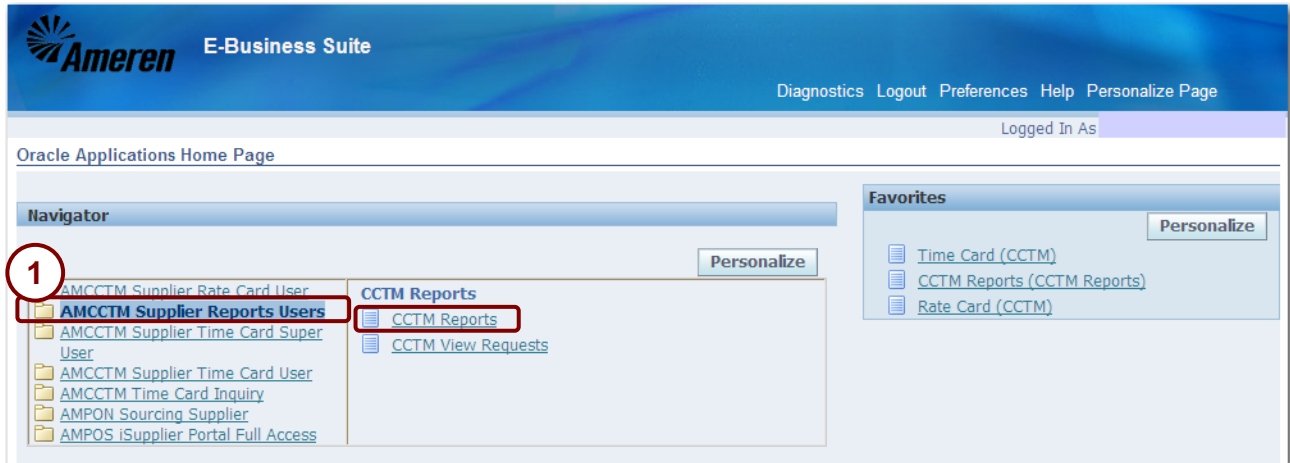 Ameren
E-Business Suite
Diagnostics Logout Preferences Help Personalize Page
Logged In As
Oracle Applications Home Page
Navigator
Personalize
1
AMCCTM Supplier Rate Card User
AMCCTM Supplier Reports Users
AMCCTM Supplier Time Card Super
User
AMCCTM Supplier Time Card User
AMCCTM Time Card Inquiry
AMPON Sourcing Supplier
AMPOS iSupplier Portal Full Access
CCTM Reports
CCTM Reports
CCTM View Requests
Favorites
Personalize
Time Card (CCTM)
CCTM Reports (CCTM Reports)
Rate Card (CCTM)